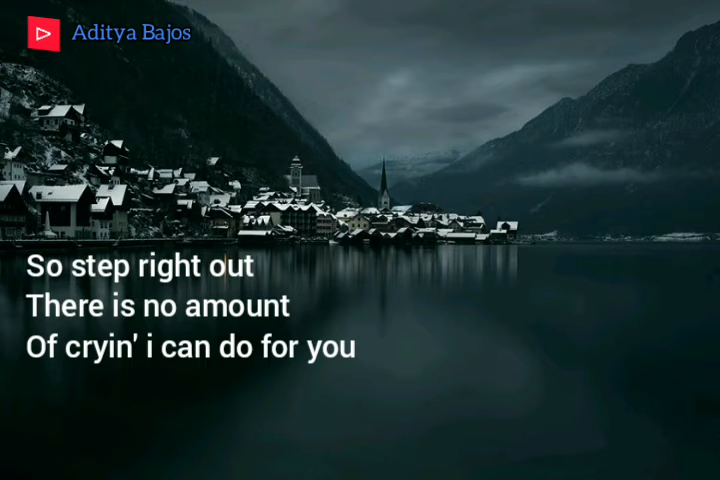 Aditya Bajos
So step right out
There is no amount
Of cryin' i can do for you